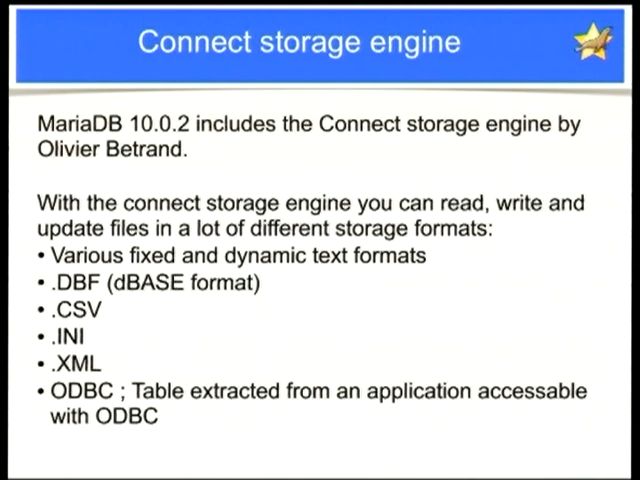 Connect storage engine
MariaDB 10.0.2 includes the Connect storage engine by
Olivier Betrand.
With the connect storage engine you can read, write and
update files in a lot of different storage formats:
• Various fixed and dynamic text formats
• .DBF (dBASE format)
• .CSV
• .INI
• .XML
• ODBC ; Table extracted from an application accessable
with ODBC